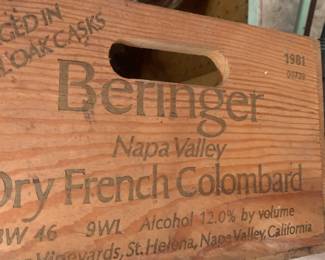 GED IN
OAK CASKS
1981
Beringer
Napa Valley
Dry French Colombard
BW 46 9WL Alcohol 12.0% by volume
Vineyards, St. Helena, Napa Valley, California